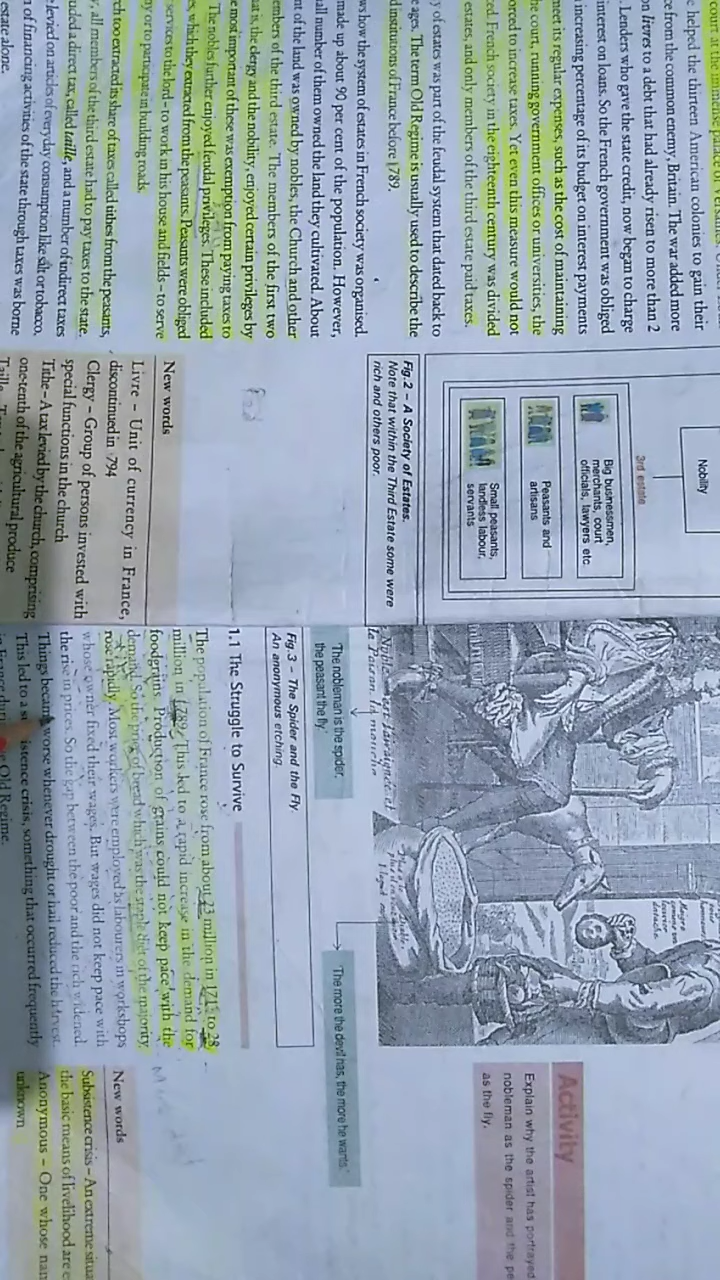 helped the thirteen American colonies to gain their
from the common enemy, Britain. The war added more
livres to a debt that had already risen to more than 2
. Lenders who gave the state credit, now began to charge
interest on loans. So the French government was obliged
increasing percentage of its budget on interest payments
meet its regular expenses, such as the cost of maintaining
court, running government offices or universities, the
forced to increase taxes. Yet even this measure would not
French society in the eighteenth century was divided
estates, and only members of the third estate paid taxes.
of estates was part of the feudal system that dated back to
ages. The term Old Regime is usually used to describe the
institutions of France before 1789.
how the system of estates in French society was organised.
made up about 90 per cent of the population. However,
small number of them owned the land they cultivated. About
of the land was owned by nobles, the Church and other
members of the third estate. The members of the first two
that is, the clergy and the nobility, enjoyed certain privileges by
most important of these was exemption from paying taxes to
The nobles further enjoyed feudal privileges. These included
which they extracted from the peasants. Peasants were obliged
services to the lord – to work in his house and fields – to serve
or to participate in building roads.
too extracted its share of taxes called tithes from the peasants,
all members of the third estate had to pay taxes to the state.
a direct tax, called taille, and a number of indirect taxes
levied on articles of everyday consumption like salt or tobacco.
of financing activities of the state through taxes was borne
estate alone.
Nobility
3rd estate
Big businessmen,
merchants, court
officials, lawyers etc.
Peasants and
artisans
Small peasants,
landless labour,
servants
Fig.2 – A Society of Estates.
Note that within the Third Estate some were
rich and others poor.
New words
Livre – Unit of currency in France,
discontinued in 794
Clergy – Group of persons invested with
special functions in the church
Tithe – A tax levied by the church, comprising
one-tenth of the agricultural produce
'The nobleman is the spider,
the peasant the fly.'
'The more the devil has, the more he wants.'
Fig.3 – The Spider and the Fly.
An anonymous etching.
1.1 The Struggle to Survive
The population of France rose from about 23 million in 1715 to 28
million in 1789. This led to a rapid increase in the demand for
foodgrains. Production of grains could not keep pace with the
demand. So the price of bread which was the staple diet of the majority
rose rapidly. Most workers were employed as labourers in workshops
whose owner fixed their wages. But wages did not keep pace with
the rise in prices. So the gap between the poor and the rich widened.
Things became worse whenever drought or hail reduced the harvest.
This led to a subsistence crisis, something that occurred frequently
Old Regime.
Activity
Explain why the artist has portrayed
nobleman as the spider and the
as the fly.
New words
Subsistence crisis – An extreme
the basic means of livelihood are
Anonymous – One whose
unknown